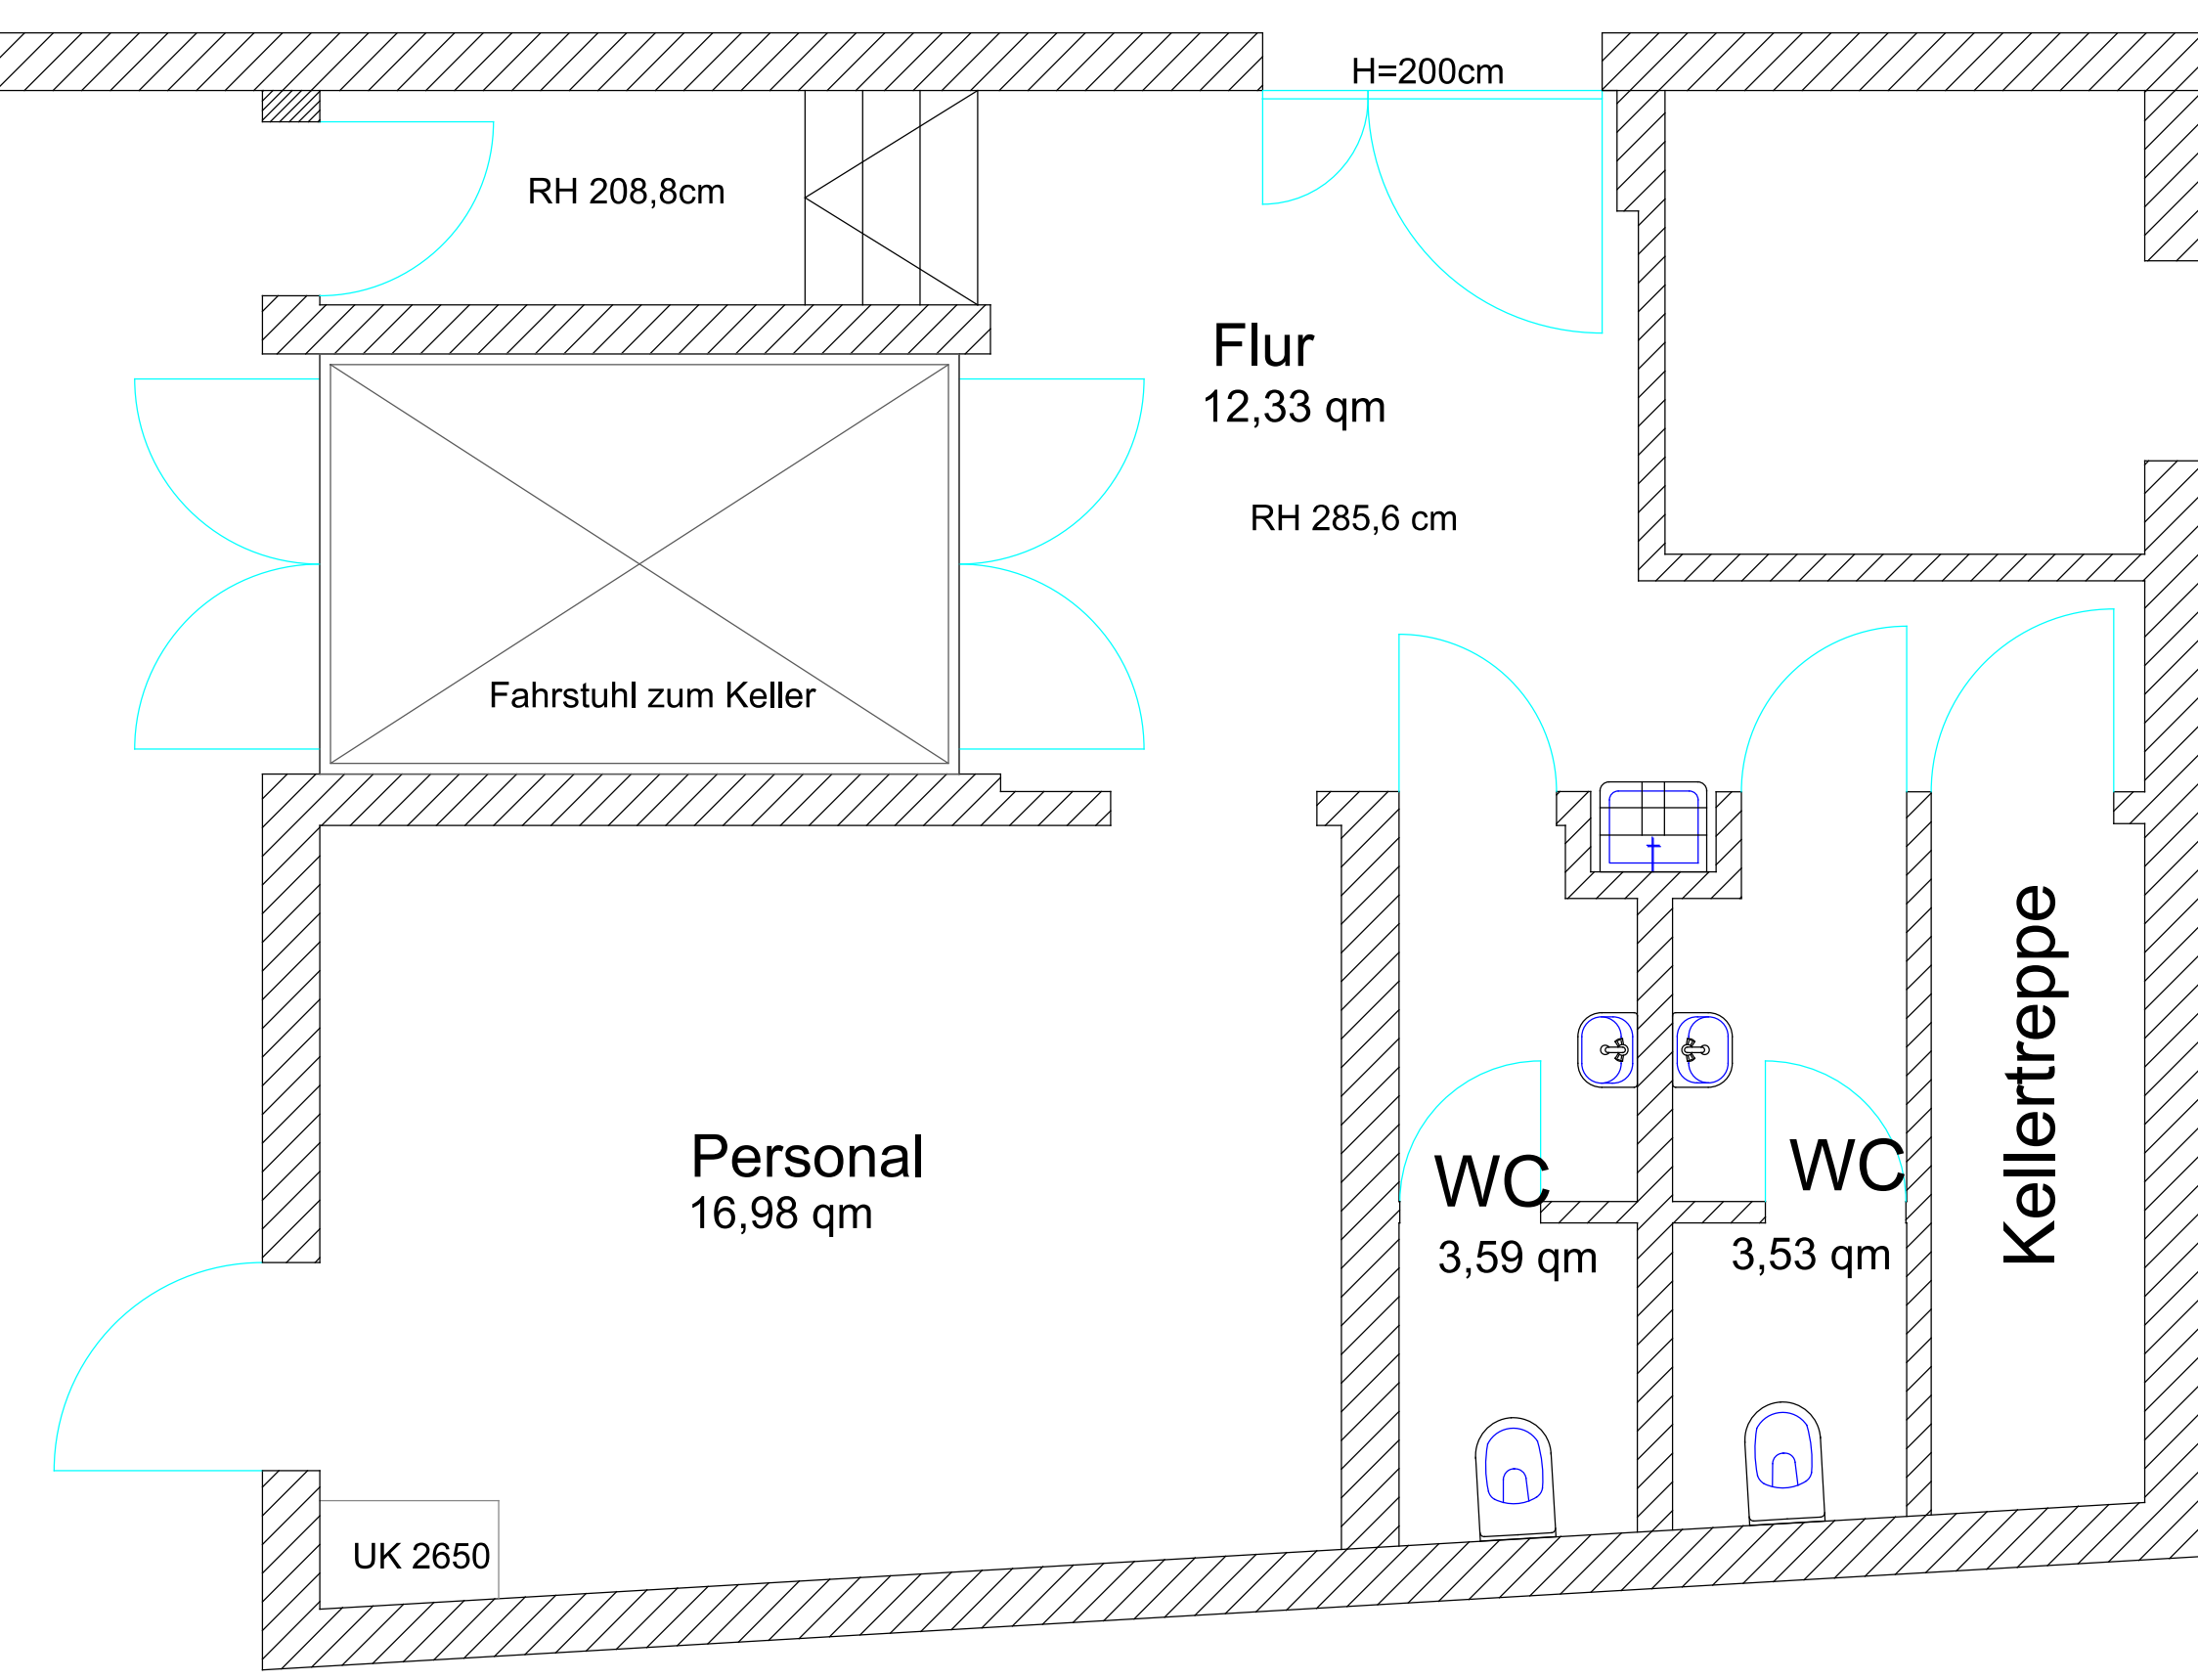 H=200cm
RH 208,8cm
Flur
12,33 qm
RH 285,6 cm
Fahrstuhl zum Keller
Kellertreppe
Personal
16,98 qm
WC
3,59 qm
WC
3,53 qm
UK 2650